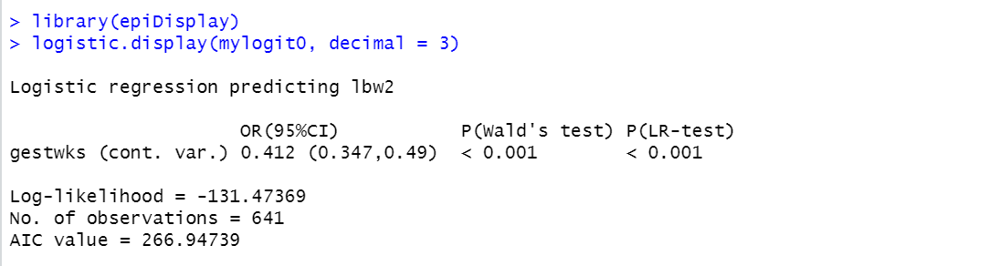 > library(epiDisplay)
> logistic.display(mylogit0, decimal = 3)
Logistic regression predicting lbw2
OR(95%CI) P(Wald's test) P(LR-test)
gestwks (cont. var.) 0.412 (0.347,0.49) < 0.001 < 0.001
Log-likelihood = -131.47369
No. of observations = 641
AIC value = 266.94739